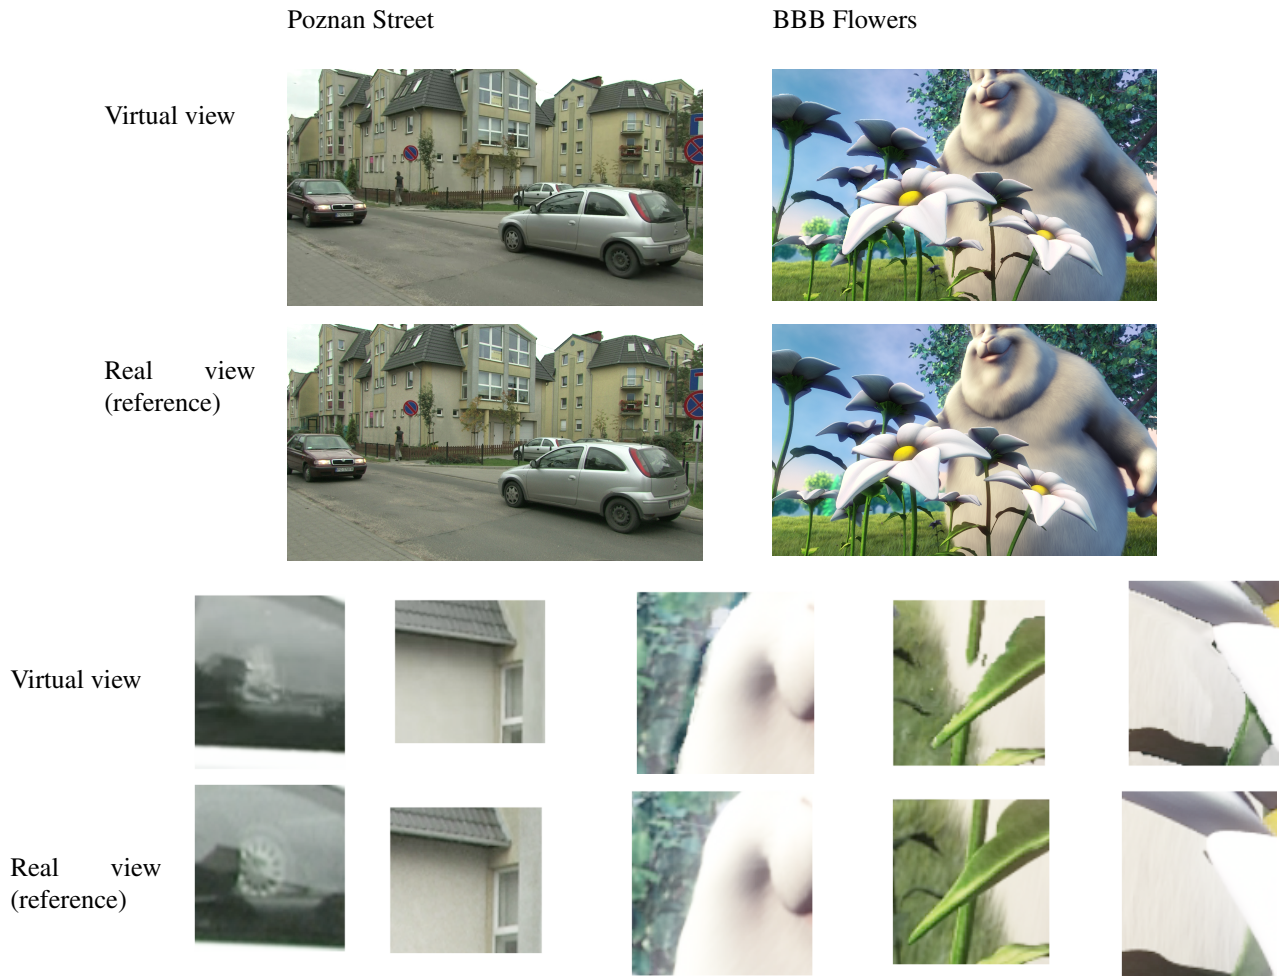 Poznan Street
BBB Flowers
Virtual view
Real view
(reference)
Virtual view
Real view
(reference)